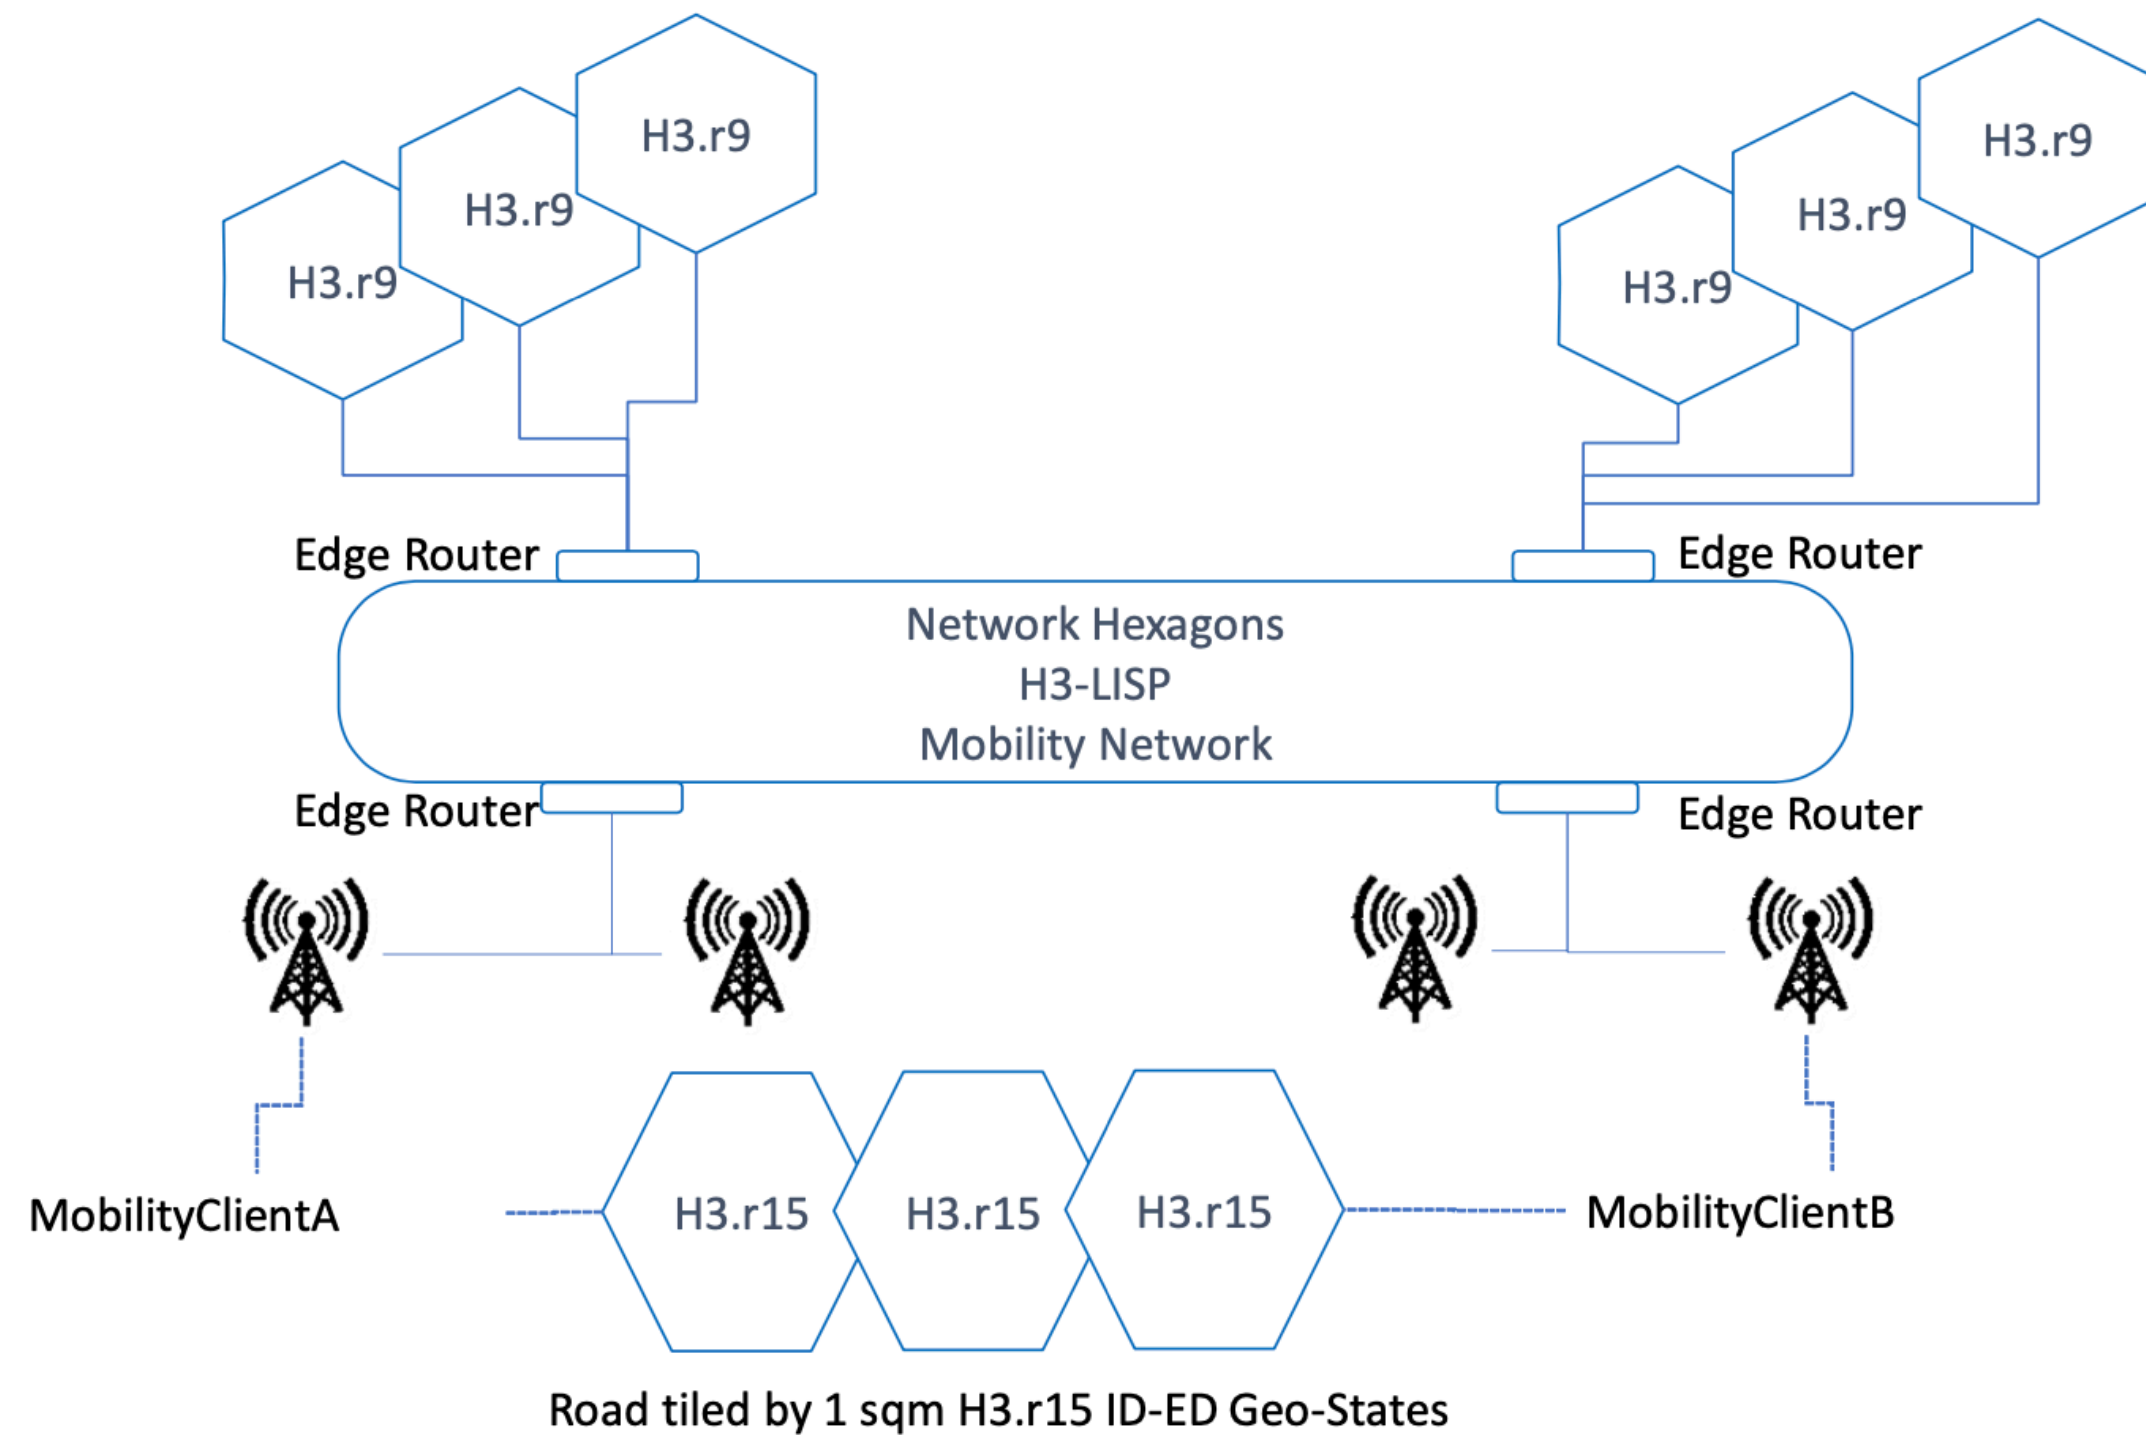 H3.r9
H3.r9
H3.r9
H3.r9
H3.r9
H3.r9
Edge Router
Edge Router
Network Hexagons
H3-LISP
Mobility Network
Edge Router
Edge Router
MobilityClientA
H3.r15
H3.r15
H3.r15
MobilityClientB
Road tiled by 1 sqm H3.r15 ID-ED Geo-States